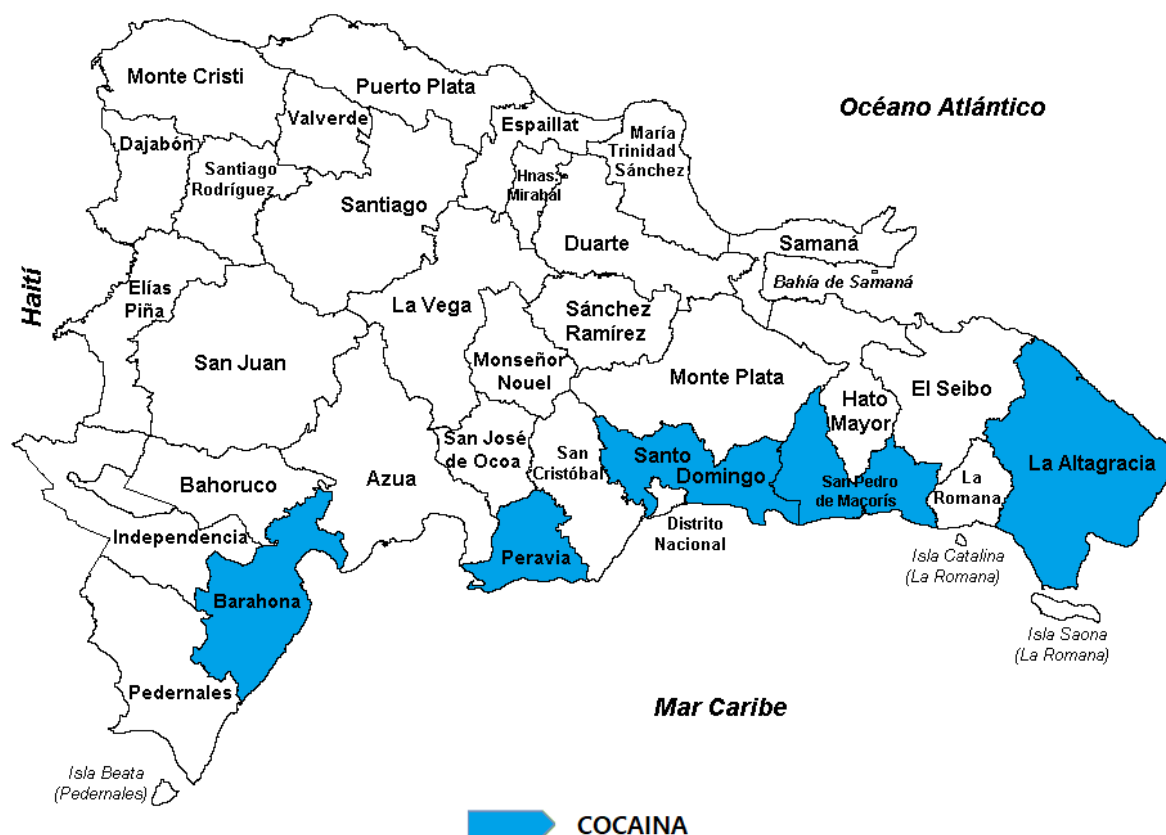 Monte Cristi
Puerto Plata
Océano Atlántico
Valverde
Espaillat
María
Trinidad
Sánchez
Dajabón
Santiago
Rodríguez
Hnas.
Mirabal
Santiago
Duarte
Samaná
Bahía de Samaná
Haití
Elías
Piña
La Vega
Sánchez
Ramírez
San Juan
Monseñor
Nouel
Monte Plata
Hato
Mayor
El Seibo
San José
de Ocoa
San
Cristóbal
Santo
Domingo
La Altagracia
Azua
Bahoruco
San Pedro
de Macorís
La
Romana
Independencia
Distrito
Nacional
Peravia
Isla Catalina
(La Romana)
Barahona
Isla Saona
(La Romana)
Pedernales
Mar Caribe
Isla Beata
(Pedernales)
COCAINA